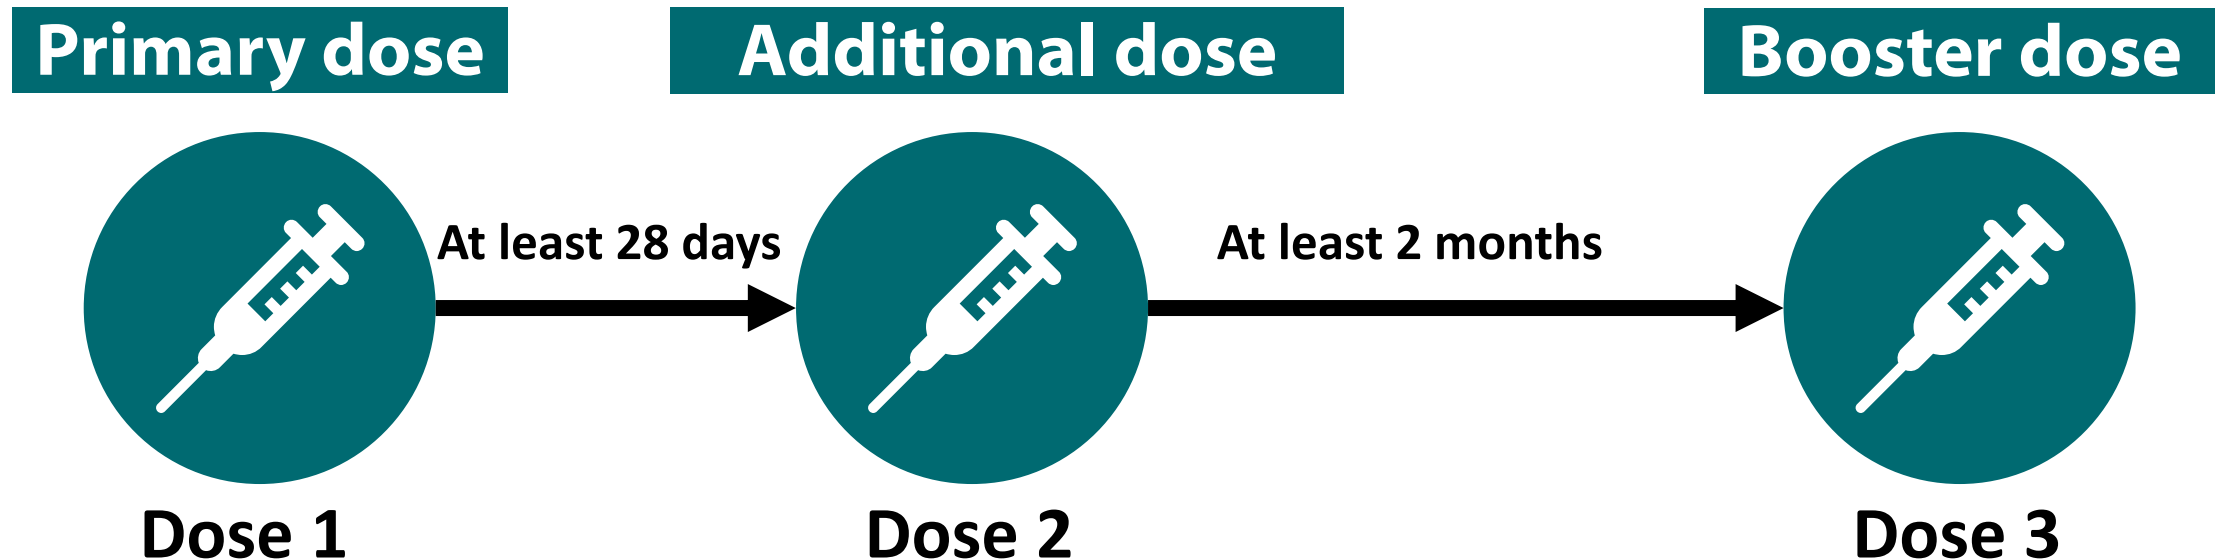 Primary dose
Additional dose
Booster dose
At least 28 days
At least 2 months
Dose 1
Dose 2
Dose 3